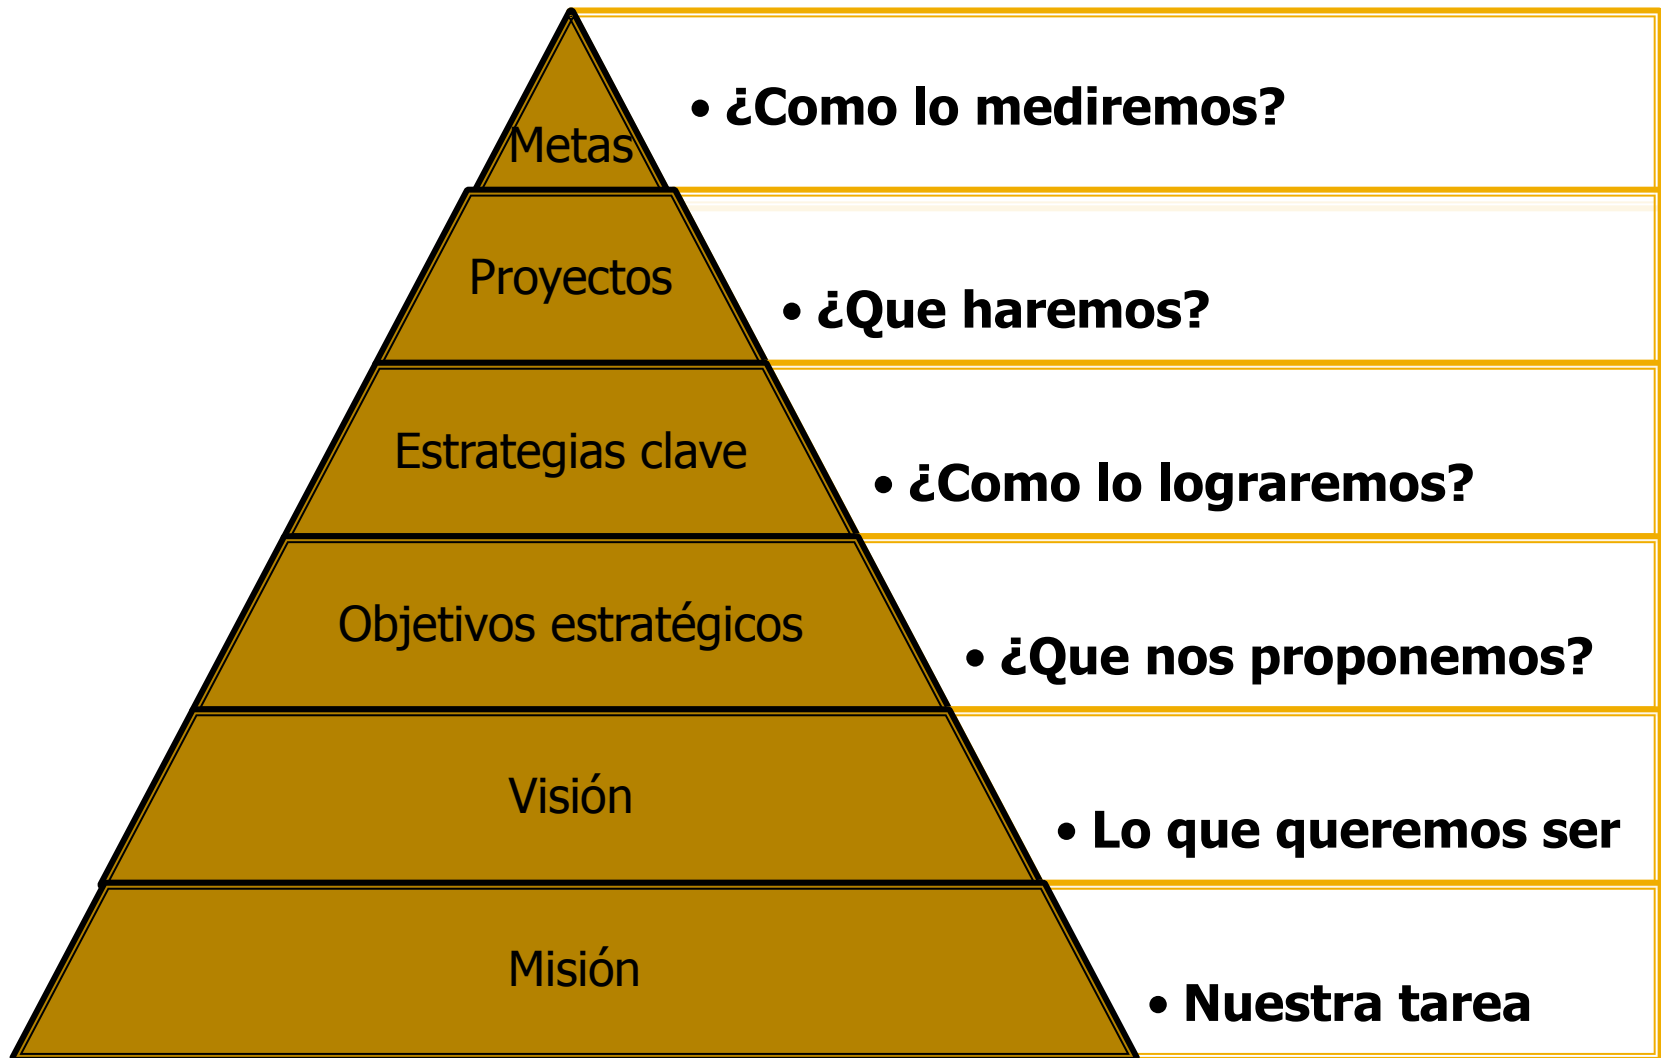 Metas
• ¿Como lo mediremos?
Proyectos
• ¿Que haremos?
Estrategias clave
• ¿Como lo lograremos?
Objetivos estratégicos
• ¿Que nos proponemos?
Visión
• Lo que queremos ser
Misión
• Nuestra tarea